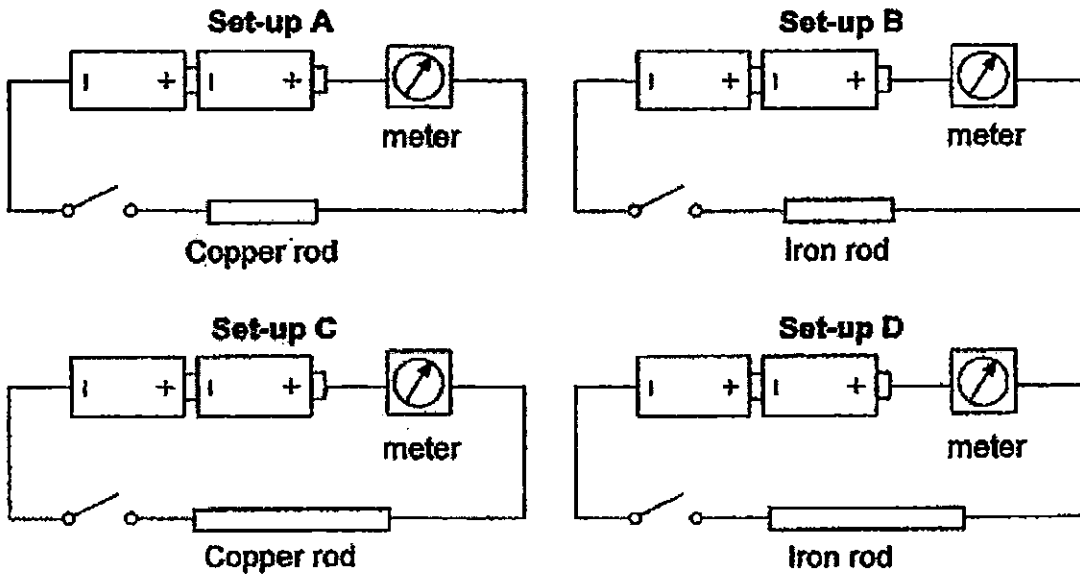 Set-up A
Set-up B
− + − +
− + − +
meter
meter
Copper rod
Iron rod
Set-up C
Set-up D
− + − +
− + − +
meter
meter
Copper rod
Iron rod